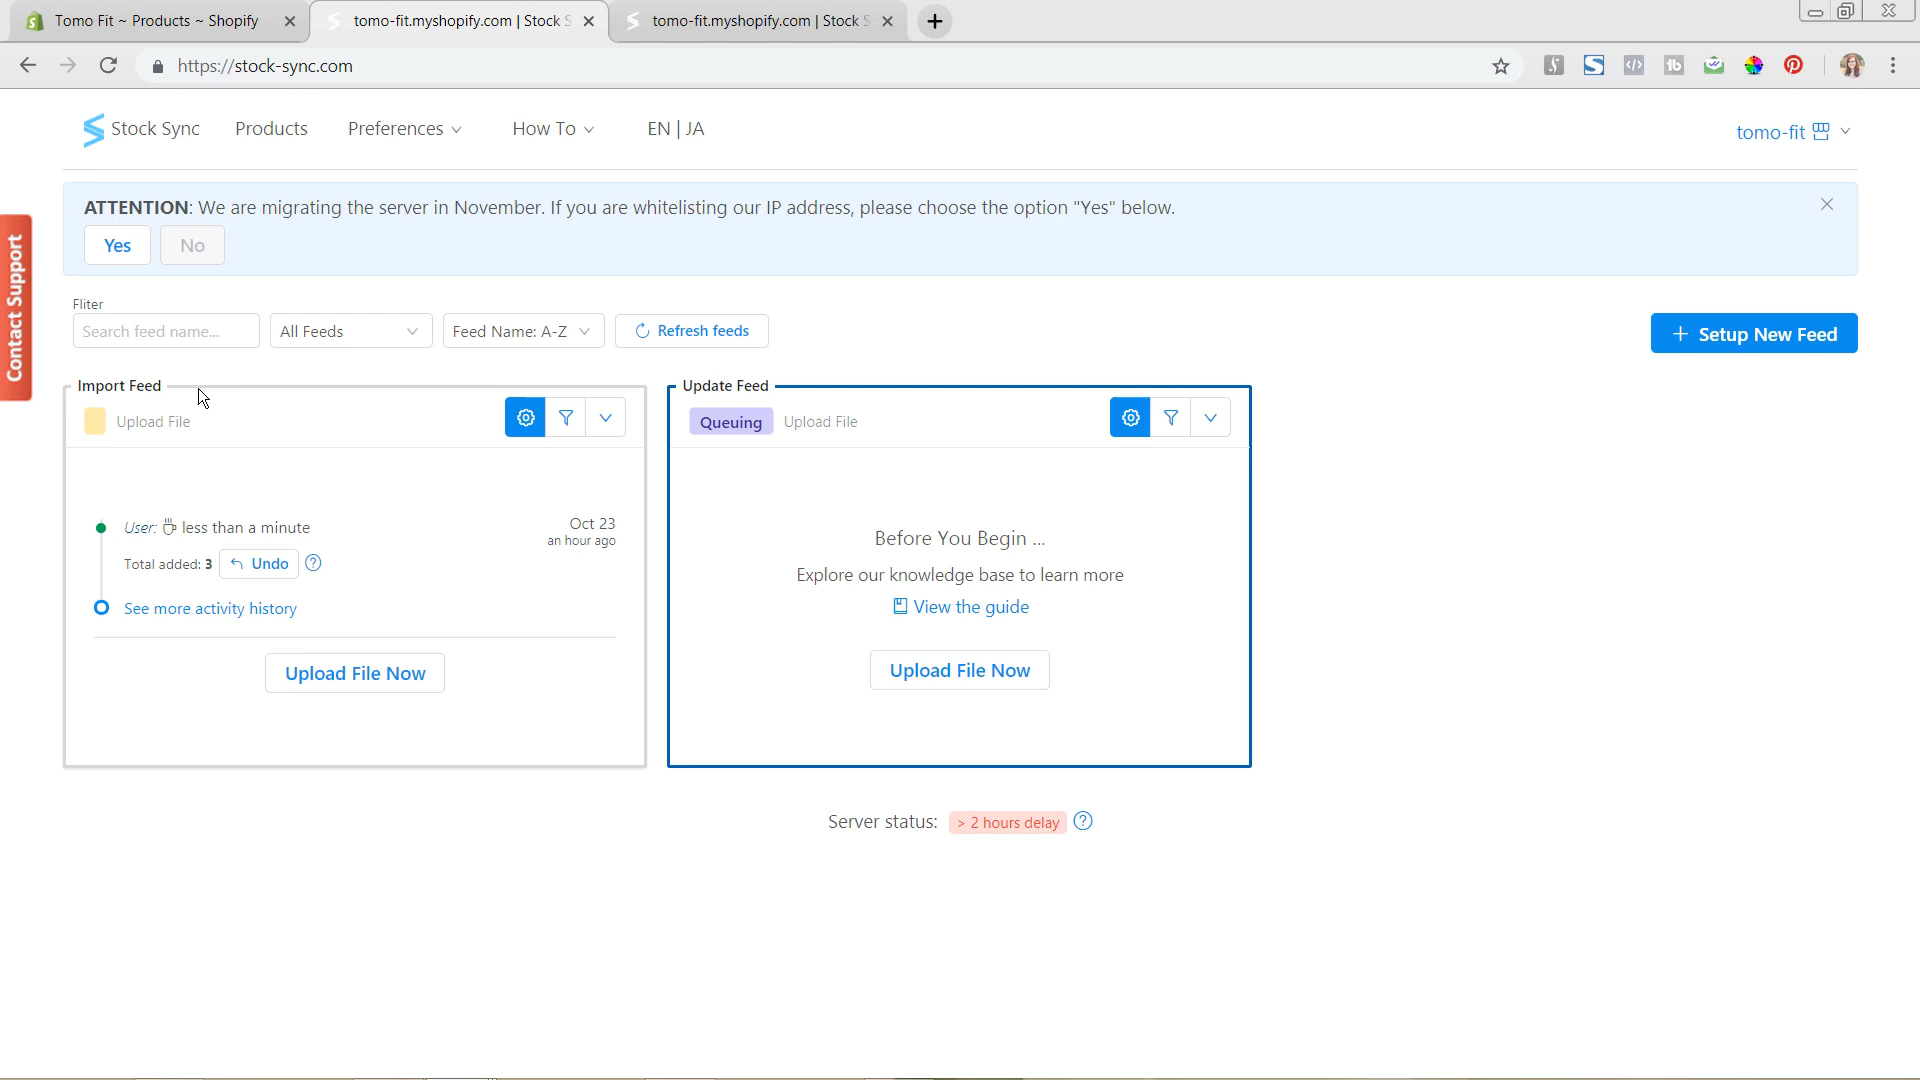 Tomo Fit ~ Products ~ Shopify
tomo-fit.myshopify.com | Stock S
tomo-fit.myshopify.com | Stock S
https://stock-sync.com
Stock Sync
Products
Preferences
How To
EN | JA
tomo-fit
Contact Support
ATTENTION: We are migrating the server in November. If you are whitelisting our IP address, please choose the option "Yes" below.
Yes
No
Fliter
Search feed name...
All Feeds
Feed Name: A-Z
Refresh feeds
+ Setup New Feed
Import Feed
Upload File
User: less than a minute
Oct 23
an hour ago
Total added: 3
Undo
See more activity history
Upload File Now
Update Feed
Queuing
Upload File
Before You Begin ...
Explore our knowledge base to learn more
View the guide
Upload File Now
Server status: > 2 hours delay